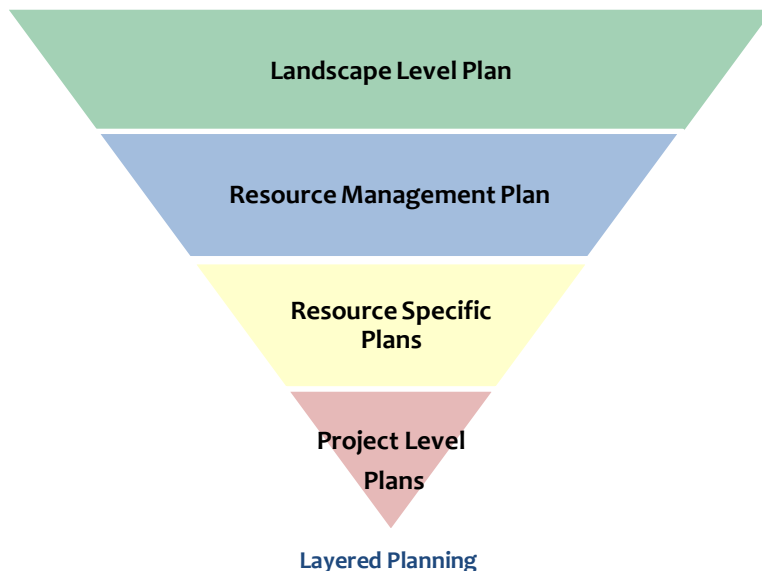 Landscape Level Plan
Resource Management Plan
Resource Specific
Plans
Project Level
Plans
Layered Planning